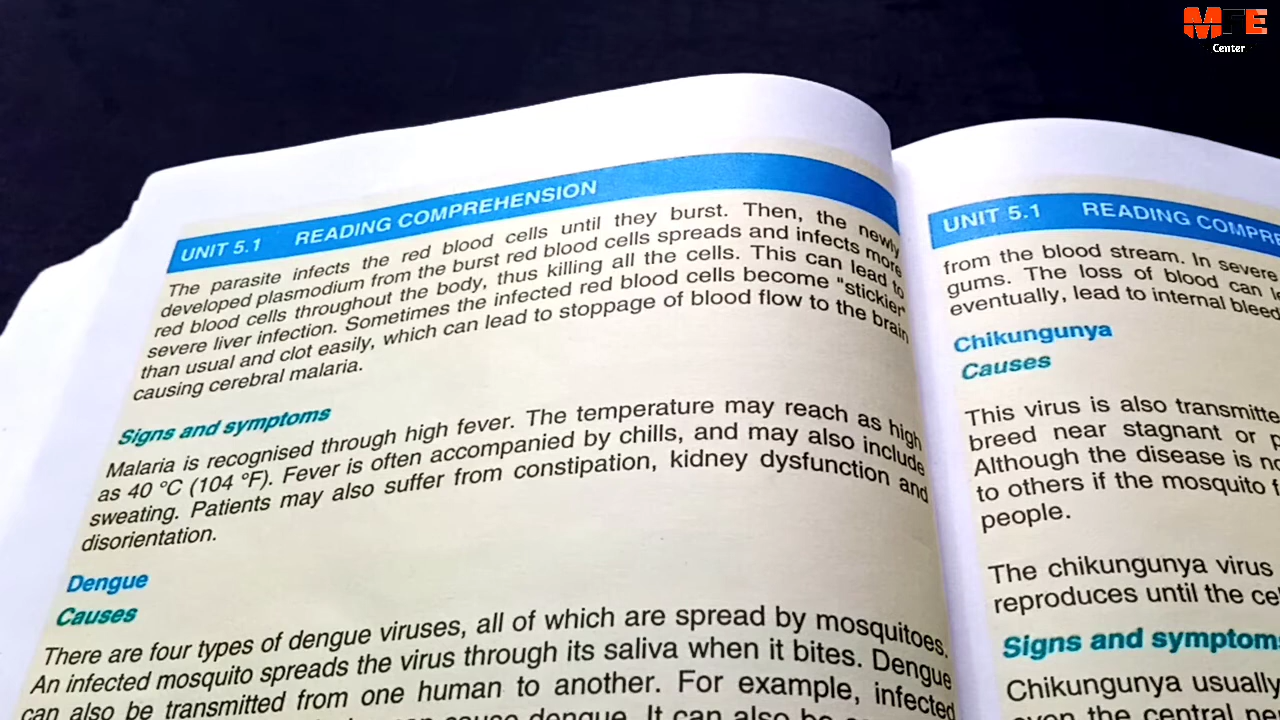 MFE
Center
UNIT 5.1 READING COMPREHENSION
The parasite infects the red blood cells until they burst. Then, the newly
developed plasmodium from the burst red blood cells spreads and infects more
red blood cells throughout the body, thus killing all the cells. This can lead to
severe liver infection. Sometimes the infected red blood cells become "stickier"
than usual and clot easily, which can lead to stoppage of blood flow to the brain
causing cerebral malaria.
Signs and symptoms
Malaria is recognised through high fever. The temperature may reach as high
as 40 °C (104 °F). Fever is often accompanied by chills, and may also include
sweating. Patients may also suffer from constipation, kidney dysfunction and
disorientation.
Dengue
Causes
There are four types of dengue viruses, all of which are spread by mosquitoes.
An infected mosquito spreads the virus through its saliva when it bites. Dengue
can also be transmitted from one human to another. For example, infected
cause dengue. It can also be
UNIT 5.1 READING COMPRE
from the blood stream. In severe
gums. The loss of blood can
eventually, lead to internal bleed
Chikungunya
Causes
This virus is also transmitte
breed near stagnant or
Although the disease is
to others if the mosquito
people.
The chikungunya virus
reproduces until the
Signs and symptom
Chikungunya usually
even the central